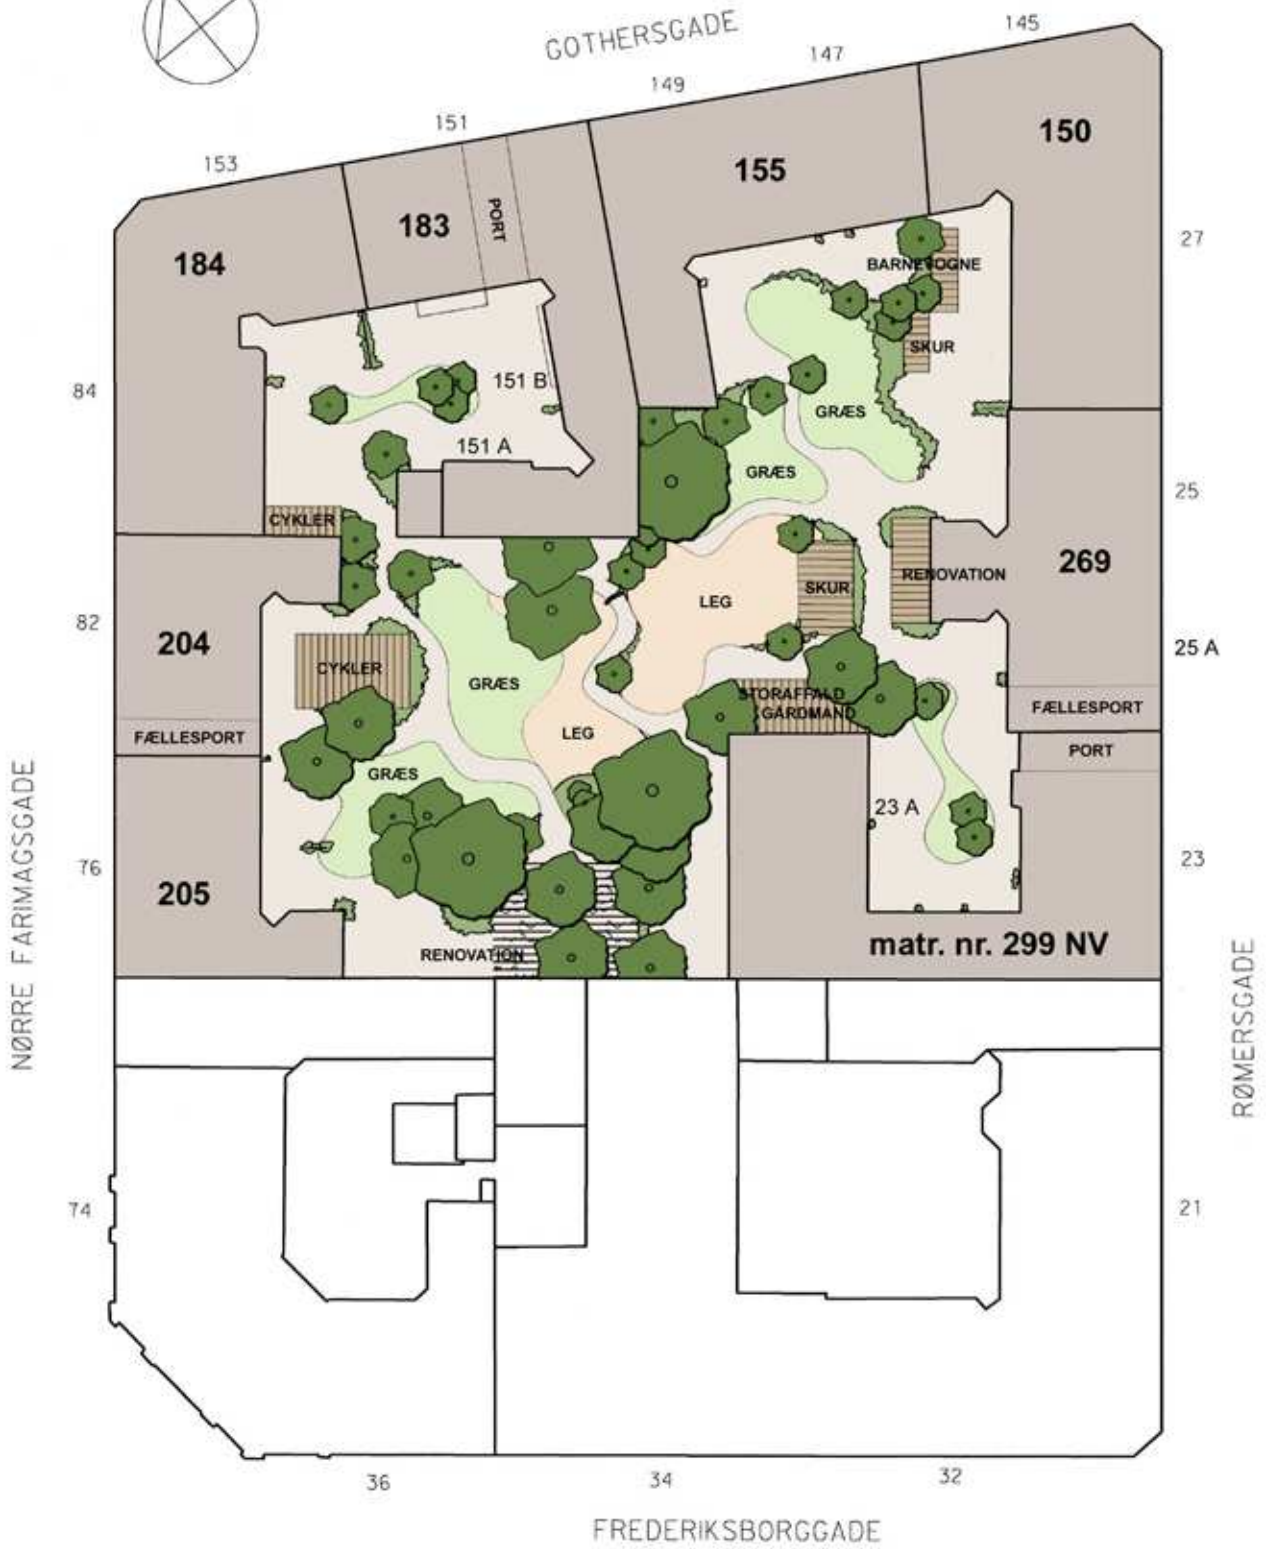 GOTHERSGADE
145
147
149
151
153
150
155
183
PORT
184
27
BARNEVOGNE
SKUR
84
151 B
GRÆS
151 A
GRÆS
25
CYKLER
269
RENOVATION
SKUR
LEG
82
204
25 A
CYKLER
GRÆS
STORAFFALD
GÅRDMAND
FÆLLESPORT
FÆLLESPORT
LEG
PORT
GRÆS
23 A
23
76
205
matr. nr. 299 NV
RENOVATION
NØRRE FARIMAGSGADE
RØMERSGADE
74
21
36
34
32
FREDERIKSBORGGADE